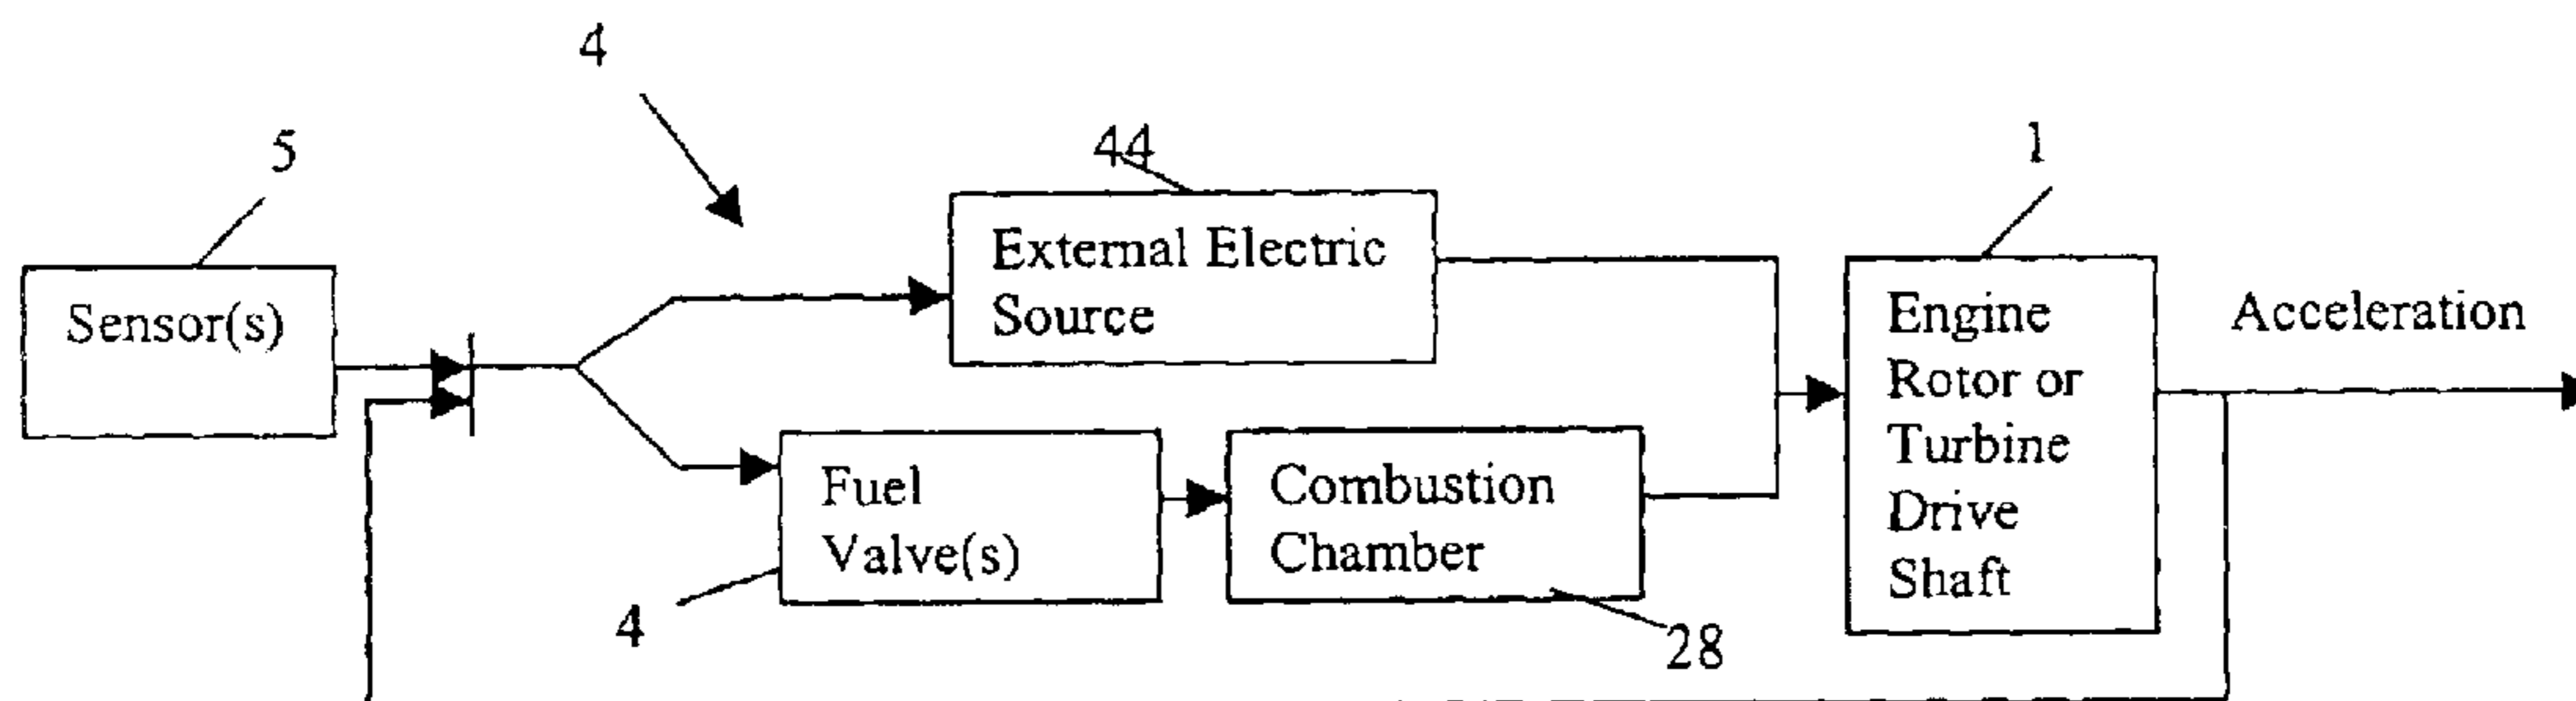 4
5
44
1
External Electric
Source
Sensor(s)
Engine
Rotor or
Turbine
Drive
Shaft
Acceleration
Fuel
Valve(s)
Combustion
Chamber
4
28